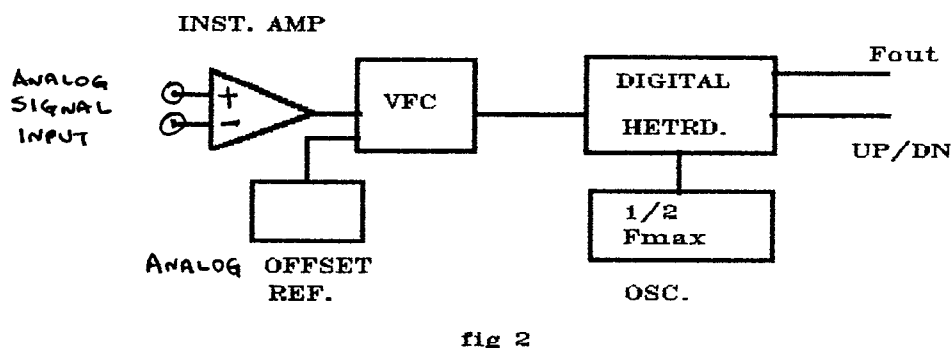 INST. AMP
ANALOG
SIGNAL
INPUT
+
-
VFC
DIGITAL
HETRD.
Fout
UP/DN
1/2
Fmax
OSC.
ANALOG OFFSET
REF.
fig 2